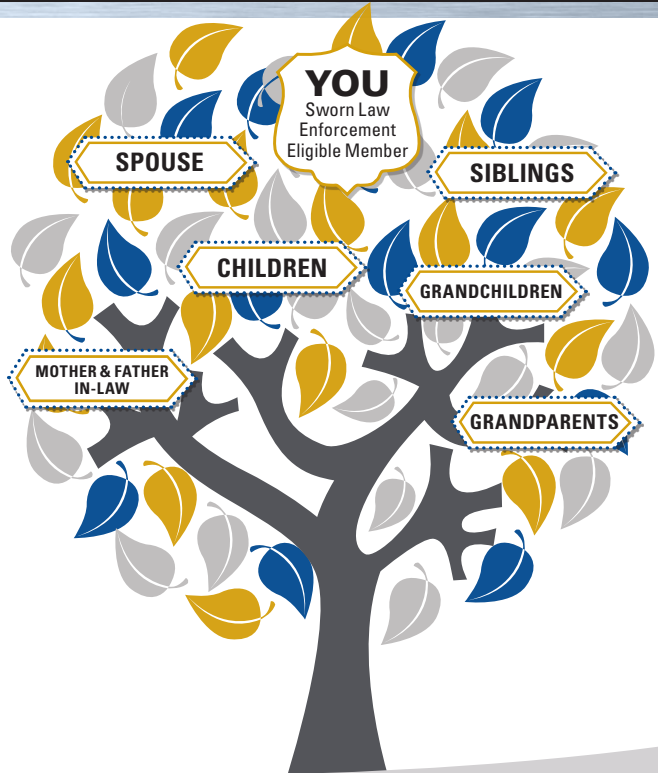 YOU
Sworn Law
Enforcement
Eligible Member
SPOUSE
SIBLINGS
CHILDREN
GRANDCHILDREN
MOTHER & FATHER
IN-LAW
GRANDPARENTS